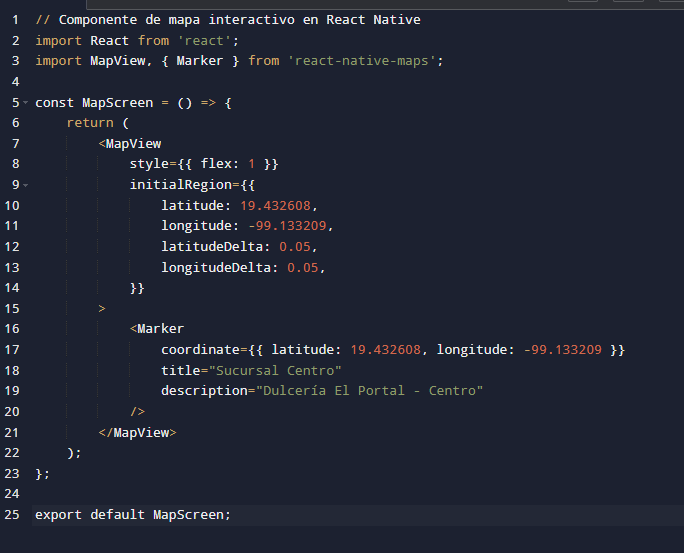 1 // Componente de mapa interactivo en React Native
2 import React from 'react';
3 import MapView, { Marker } from 'react-native-maps';
4
5 const MapScreen = () => {
6     return (
7         <MapView
8             style={{ flex: 1 }}
9             initialRegion={{
10                 latitude: 19.432608,
11                 longitude: -99.133209,
12                 latitudeDelta: 0.05,
13                 longitudeDelta: 0.05,
14             }}
15         >
16             <Marker
17                 coordinate={{ latitude: 19.432608, longitude: -99.133209 }}
18                 title="Sucursal Centro"
19                 description="Dulcería El Portal - Centro"
20             />
21         </MapView>
22     );
23 };
24
25 export default MapScreen;